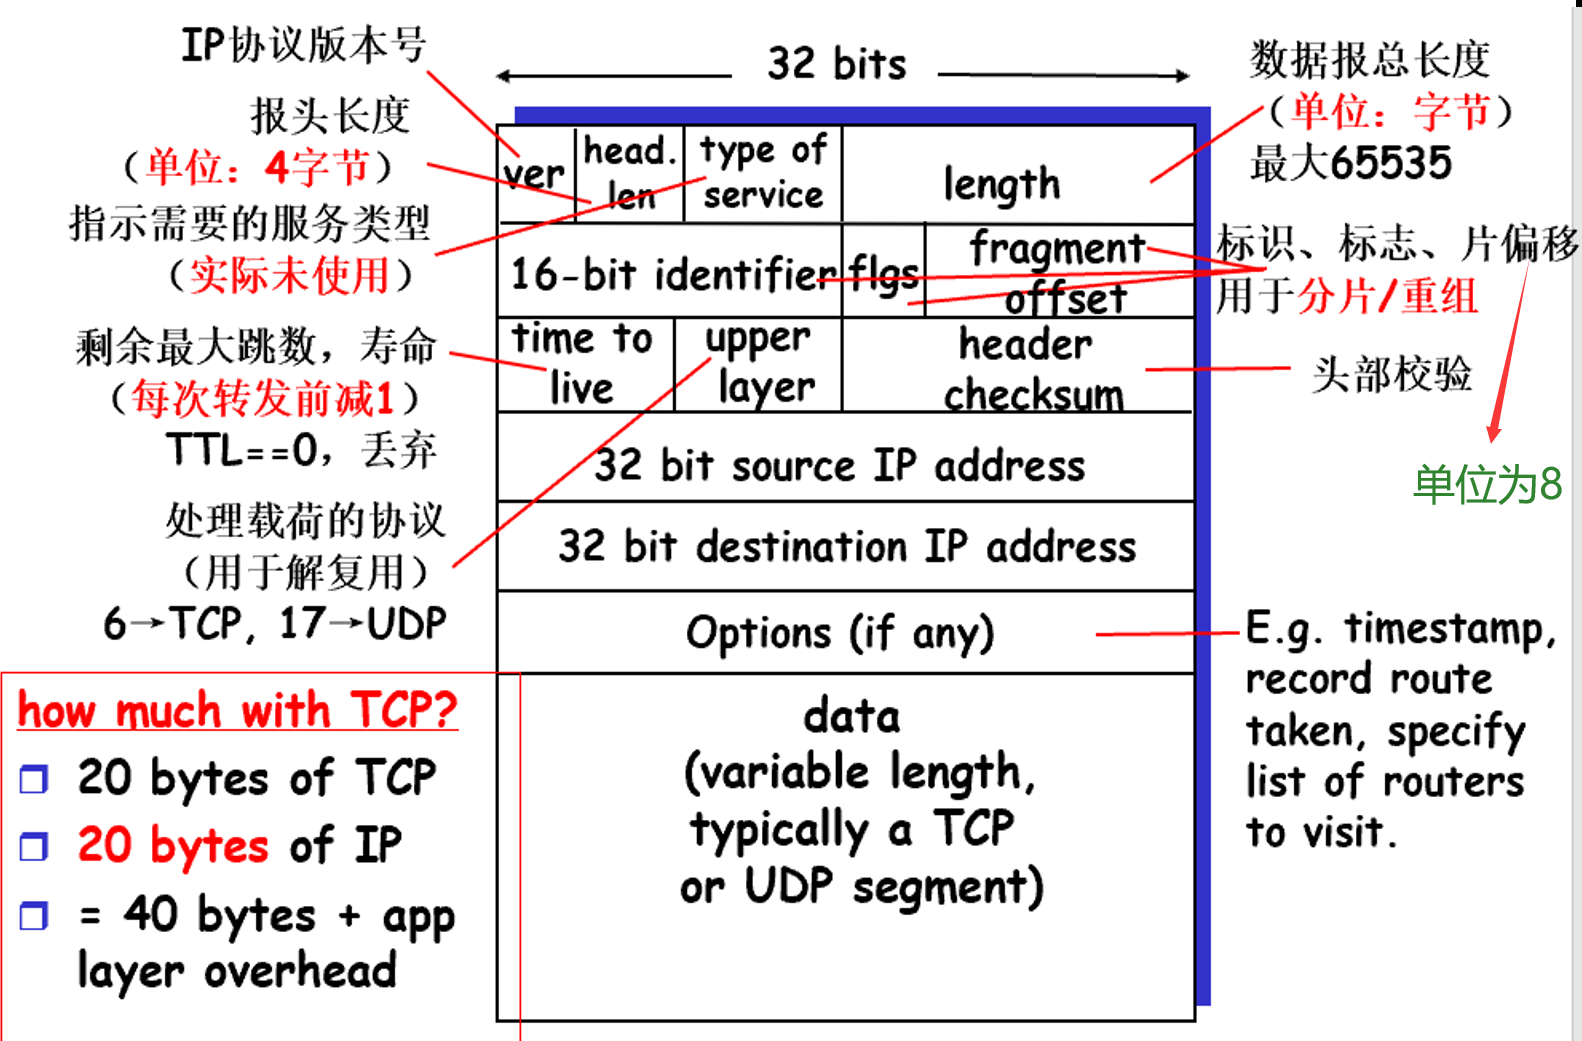 IP协议版本号
报头长度
（单位：4字节）
指示需要的服务类型
（实际未使用）
剩余最大跳数，寿命
（每次转发前减1）
TTL==0，丢弃
处理载荷的协议
（用于解复用）
6→TCP, 17→UDP
how much with TCP?
20 bytes of TCP
20 bytes of IP
= 40 bytes + app
layer overhead
32 bits
ver
head.
len
type of
service
length
16-bit identifier
flgs
fragment
offset
time to
live
upper
layer
header
checksum
32 bit source IP address
32 bit destination IP address
Options (if any)
data
(variable length,
typically a TCP
or UDP segment)
数据报总长度
（单位：字节）
最大65535
标识、标志、片偏移
用于分片/重组
头部校验
单位为8
E.g. timestamp,
record route
taken, specify
list of routers
to visit.